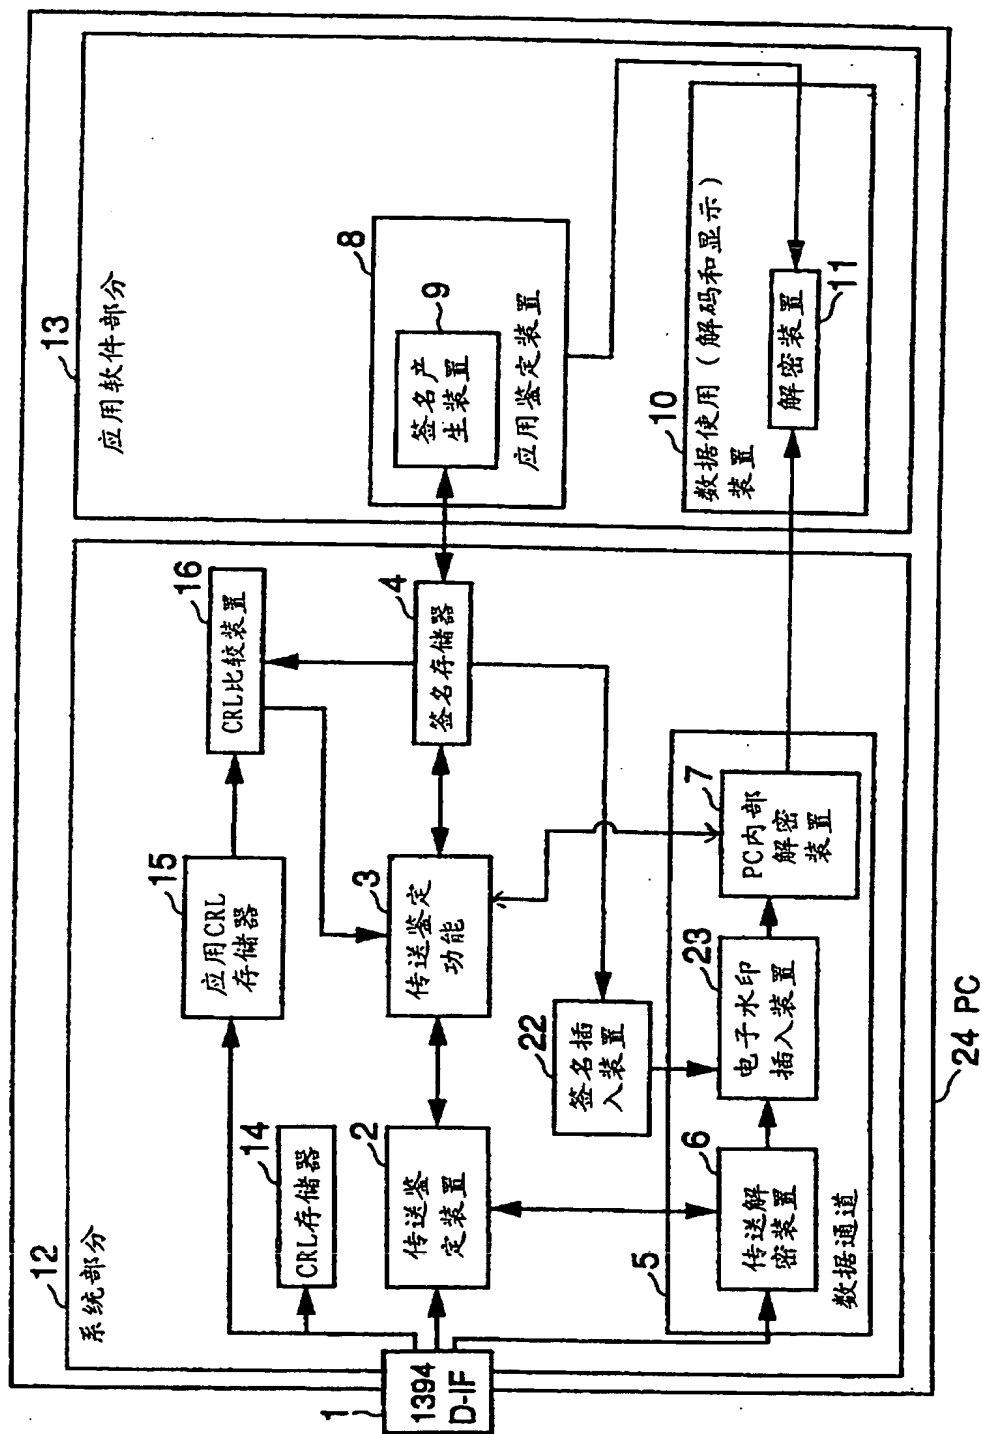 12
系统部分
1
1394
D-IF
14
CRL存储器
15
应用CRL
存储器
16
CRL比较装置
2
传送鉴
定装置
3
传送鉴定
功能
4
签名存储器
22
签名插
入装置
5
6
传送解
密装置
23
电子水印
插入装置
7
PC内部
解密装
置
数据通道
13
应用软件部分
8
9
签名产
生装置
应用鉴定装置
10
数据使用(解码和显示)
装置
解密装置
11
24 PC